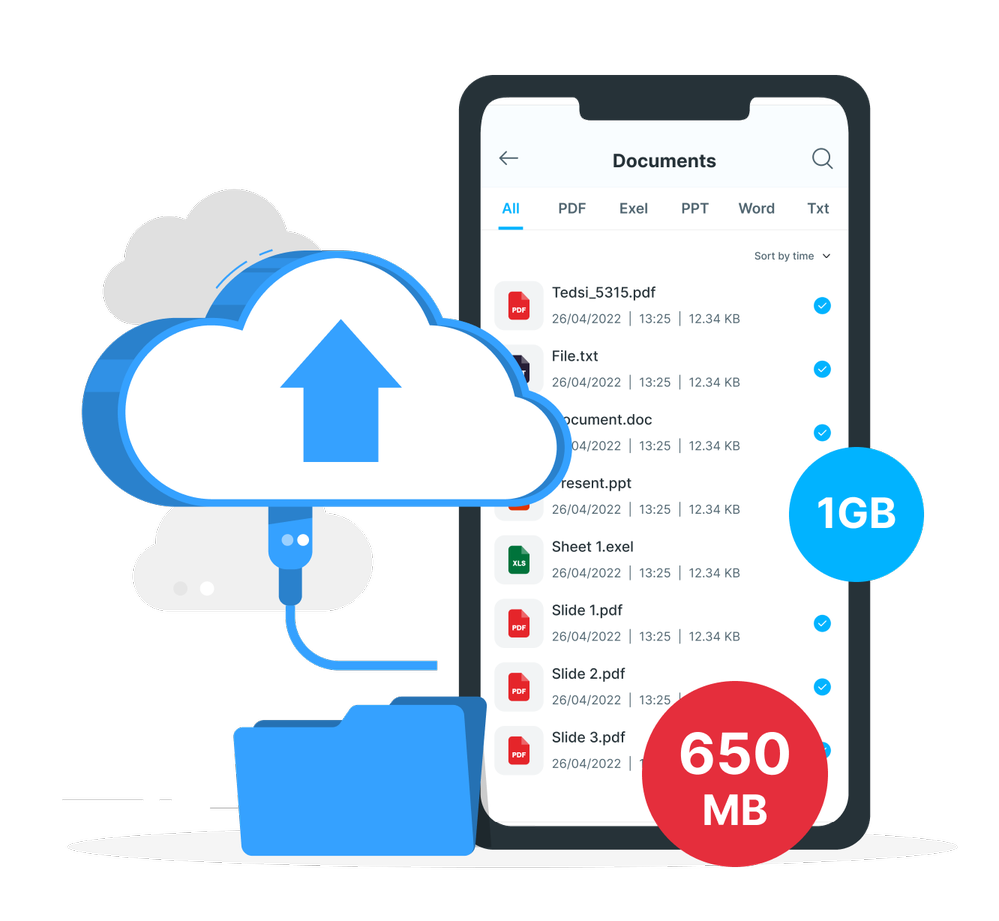 Documents
All PDF Exel PPT Word Txt
Sort by time
PDF
Tedsi_5315.pdf
26/04/2022 | 13:25 | 12.34 KB
File.txt
26/04/2022 | 13:25 | 12.34 KB
ocument.doc
/04/2022 | 13:25 | 12.34 KB
resent.ppt
26/04/2022 | 13:25 | 12.34 KB
1GB
XLS
Sheet 1.exel
26/04/2022 | 13:25 | 12.34 KB
PDF
Slide 1.pdf
26/04/2022 | 13:25 | 12.34 KB
PDF
Slide 2.pdf
26/04/2022 | 13:25 |
PDF
Slide 3.pdf
26/04/2022 |
650
MB